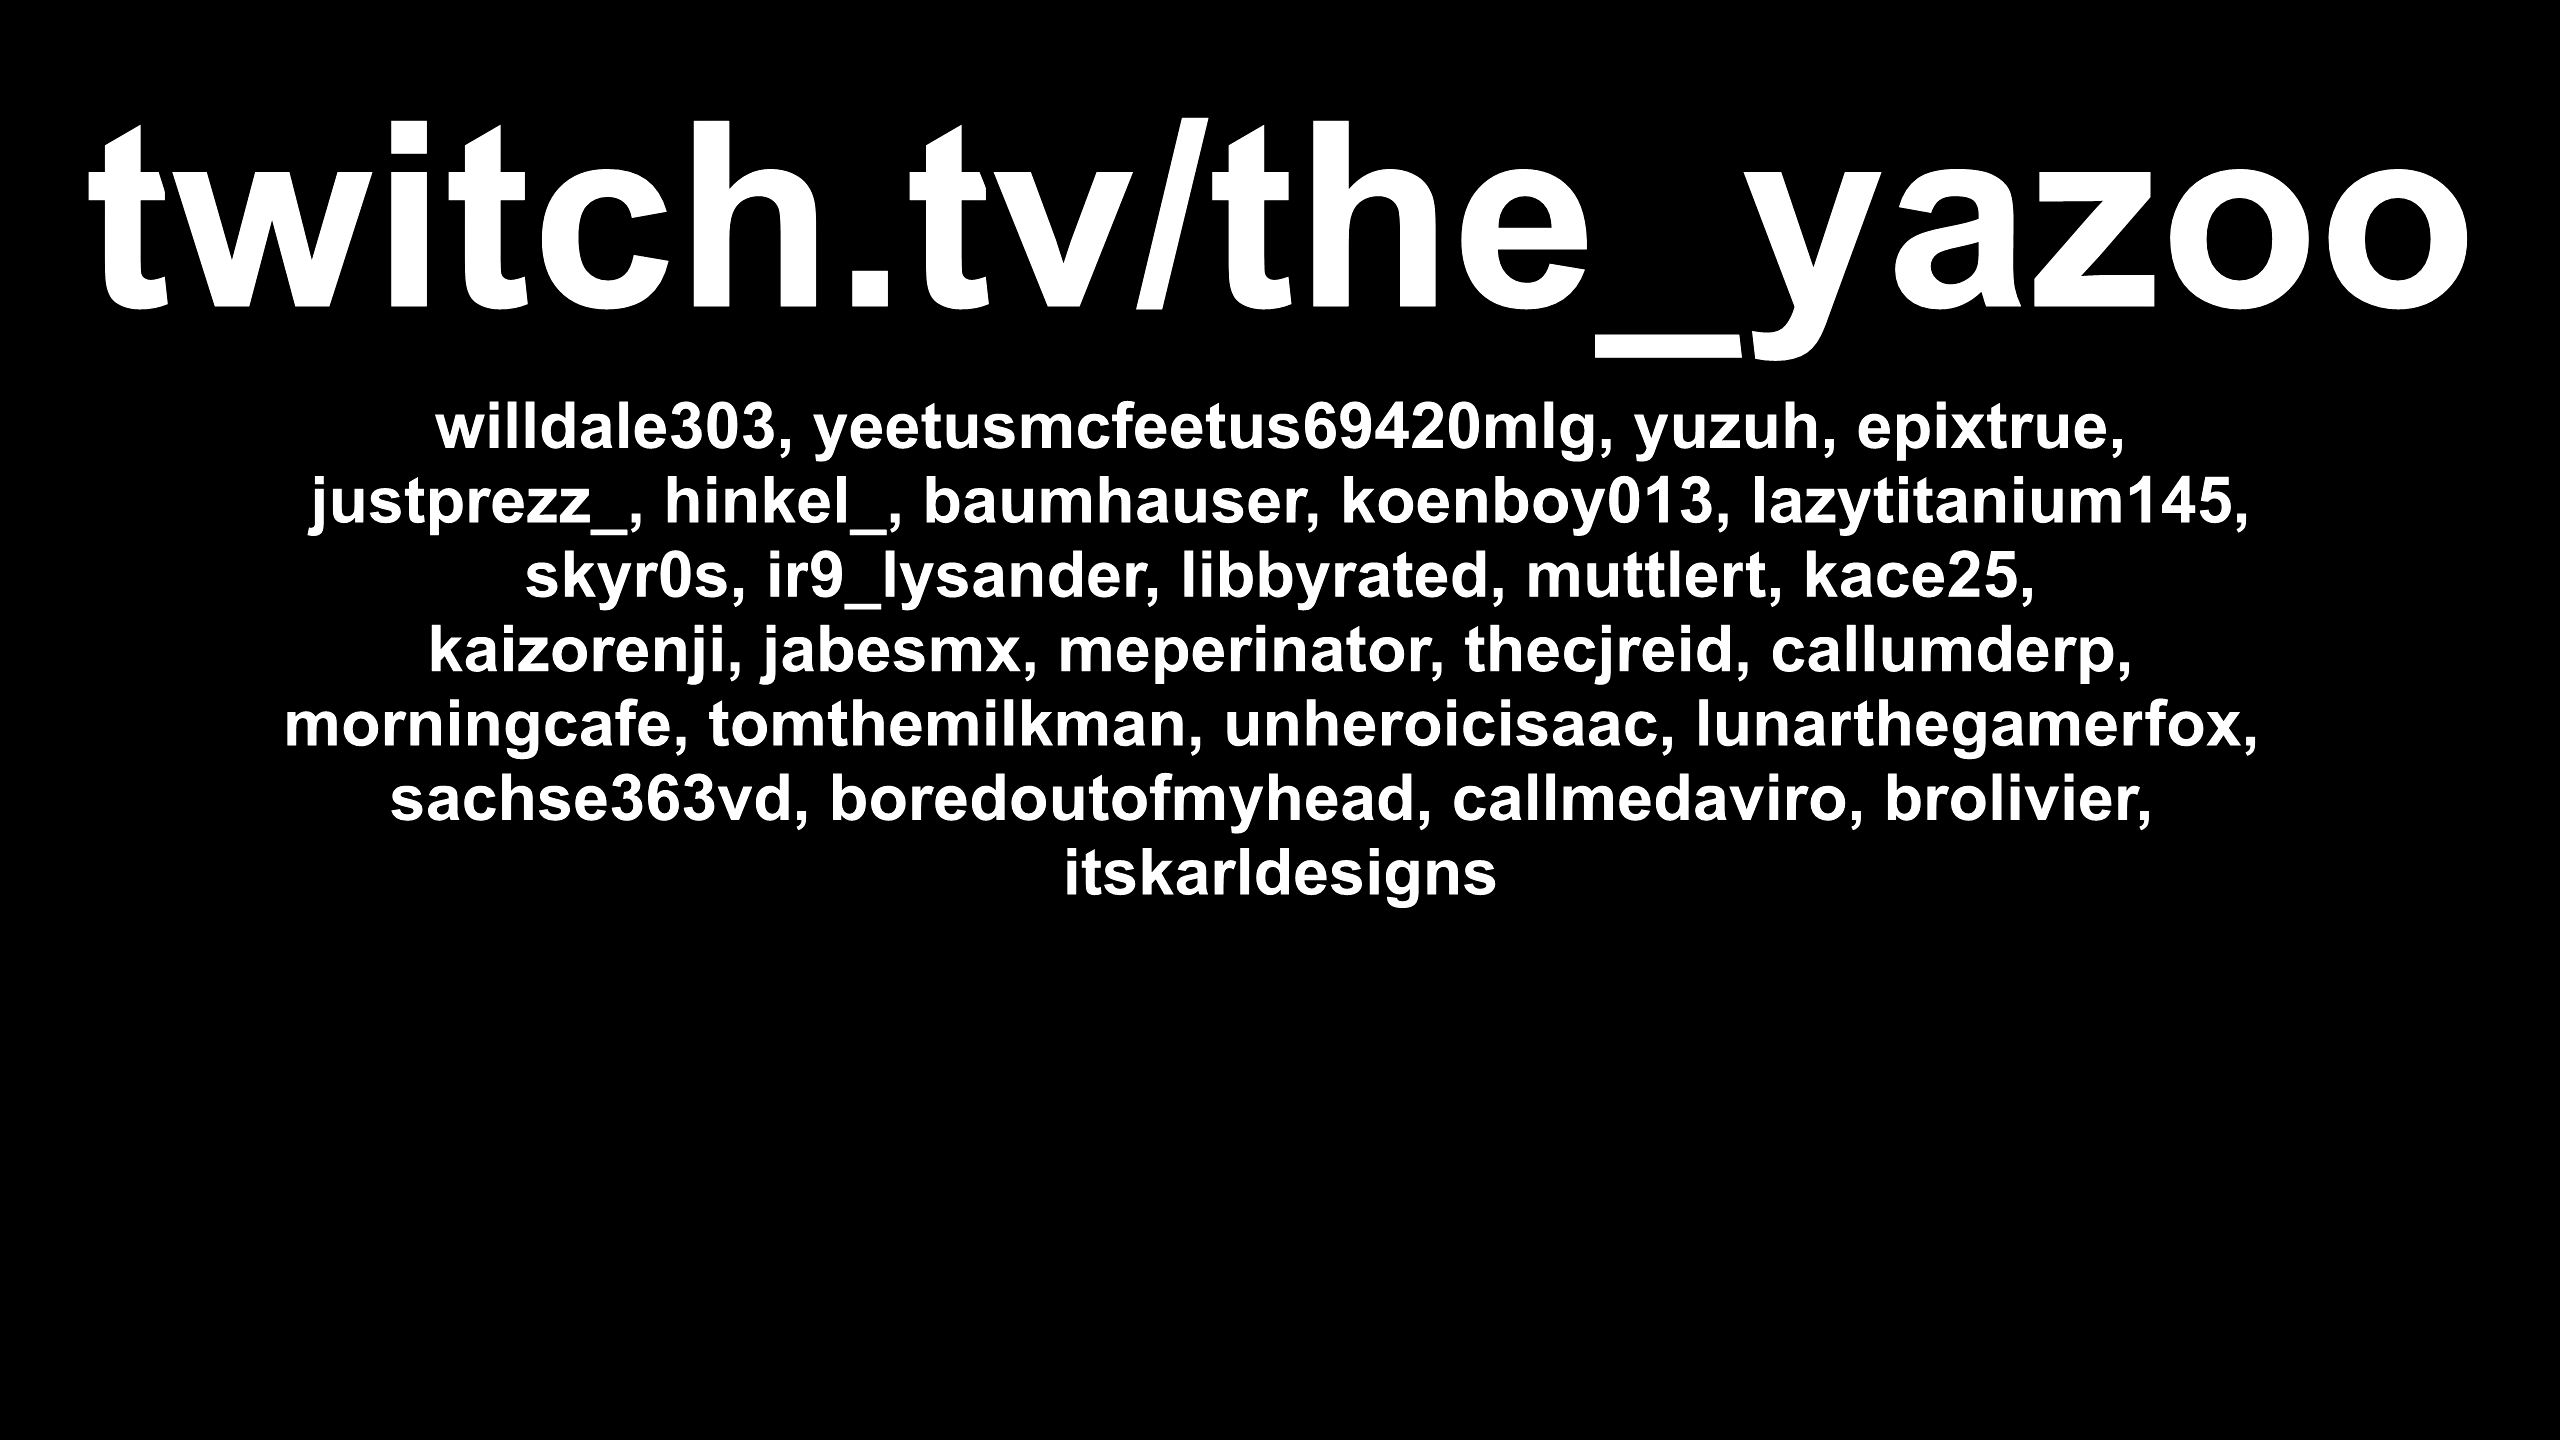 twitch.tv/the_yazoo
willdale303, yeetusmcfeetus69420mlg, yuzuh, epixtrue,
justprezz_, hinkel_, baumhauser, koenboy013, lazytitanium145,
skyr0s, ir9_lysander, libbyrated, muttlert, kace25,
kaizorenji, jabesmx, meperinator, thecjreid, callumderp,
morningcafe, tomthemilkman, unheroicisaac, lunarthegamerfox,
sachse363vd, boredoutofmyhead, callmedaviro, brolivier,
itskarldesigns